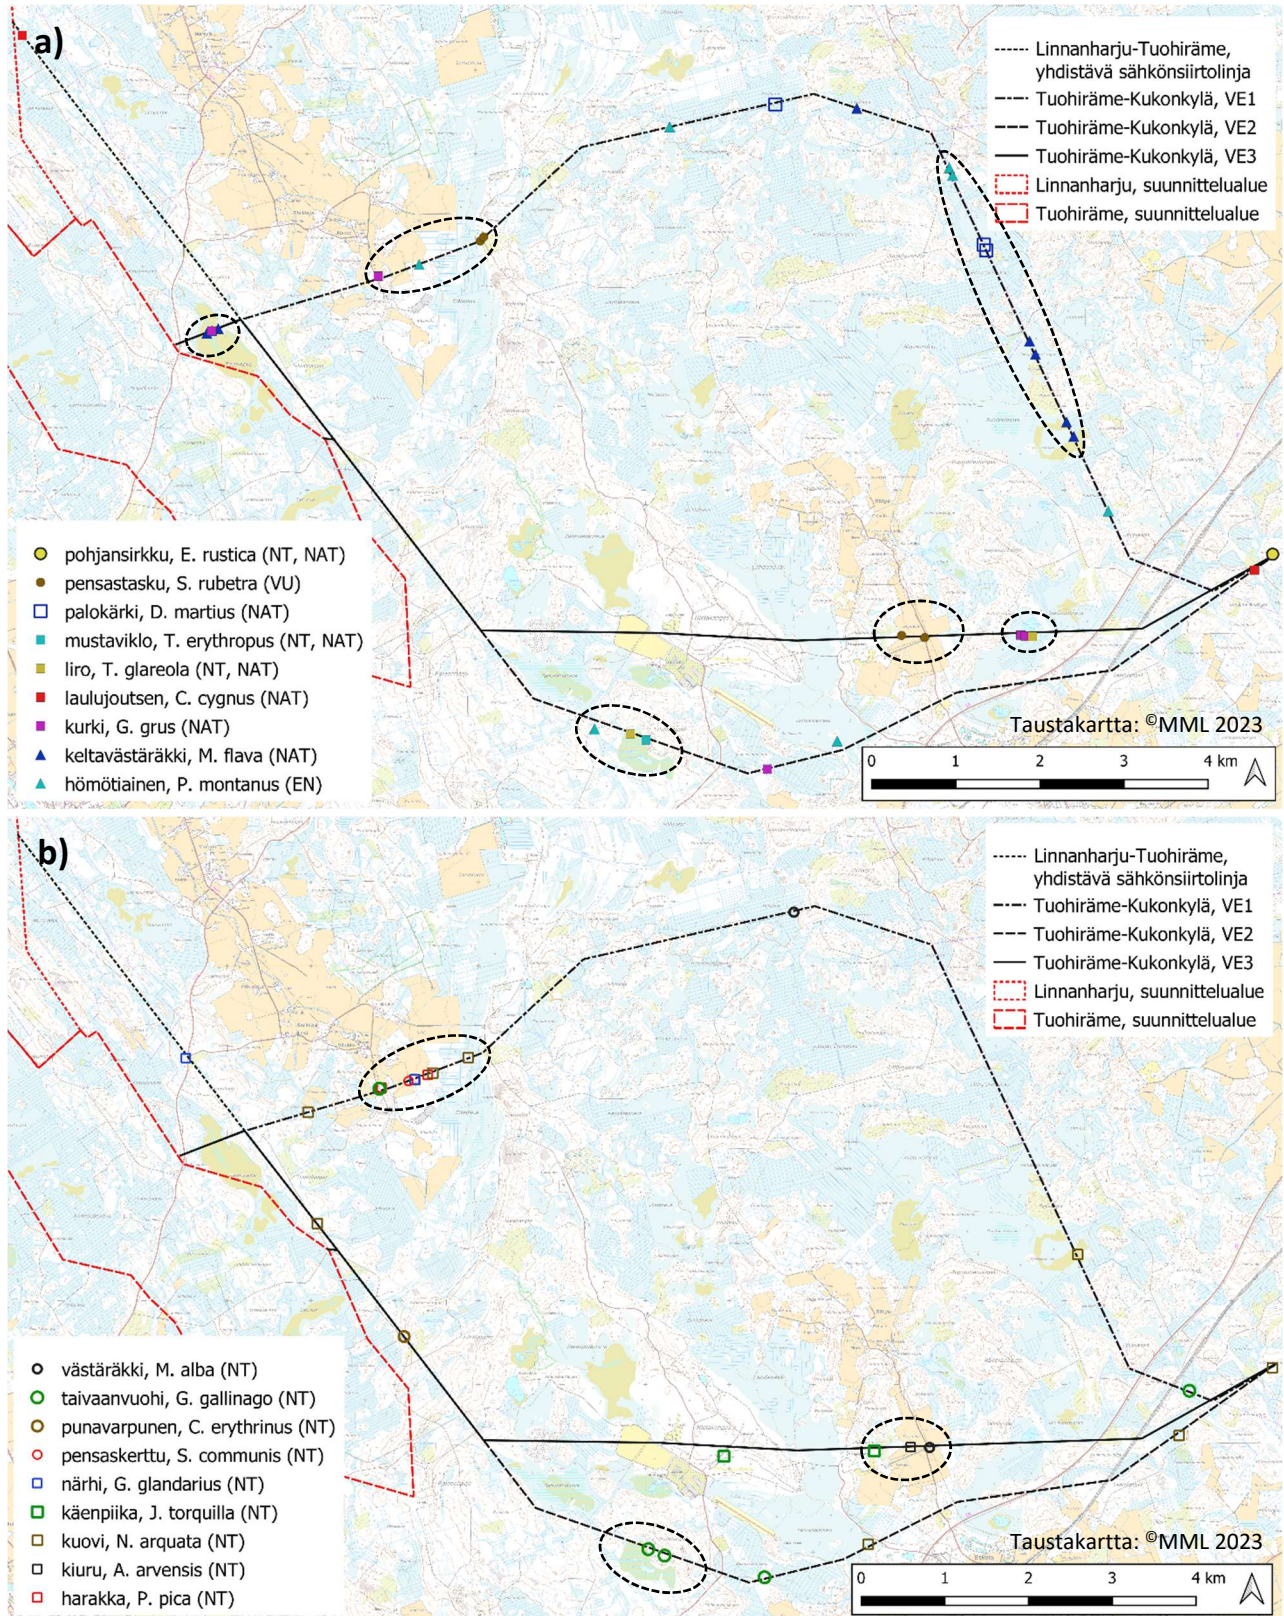 a)
Linnanharju-Tuohiräme,
yhdistävä sähkönsiirtolinja
Tuohiräme-Kukonkylä, VE1
Tuohiräme-Kukonkylä, VE2
Tuohiräme-Kukonkylä, VE3
Linnanharju, suunnittelualue
Tuohiräme, suunnittelualue
pohjansirkku, E. rustica (NT, NAT)
pensastasku, S. rubetra (VU)
palokärki, D. martius (NAT)
mustaviklo, T. erythropus (NT, NAT)
liro, T. glareola (NT, NAT)
laulujoutsen, C. cygnus (NAT)
kurki, G. grus (NAT)
keltavästäräkki, M. flava (NAT)
hömötiainen, P. montanus (EN)
Taustakartta: ©MML 2023
0 1 2 3 4 km
b)
Linnanharju-Tuohiräme,
yhdistävä sähkönsiirtolinja
Tuohiräme-Kukonkylä, VE1
Tuohiräme-Kukonkylä, VE2
Tuohiräme-Kukonkylä, VE3
Linnanharju, suunnittelualue
Tuohiräme, suunnittelualue
västäräkki, M. alba (NT)
taivaanvuohi, G. gallinago (NT)
punavarpunen, C. erythrinus (NT)
pensaskerttu, S. communis (NT)
närhi, G. glandarius (NT)
käenpiika, J. torquilla (NT)
kuovi, N. arquata (NT)
kiuru, A. arvensis (NT)
harakka, P. pica (NT)
Taustakartta: ©MML 2023
0 1 2 3 4 km